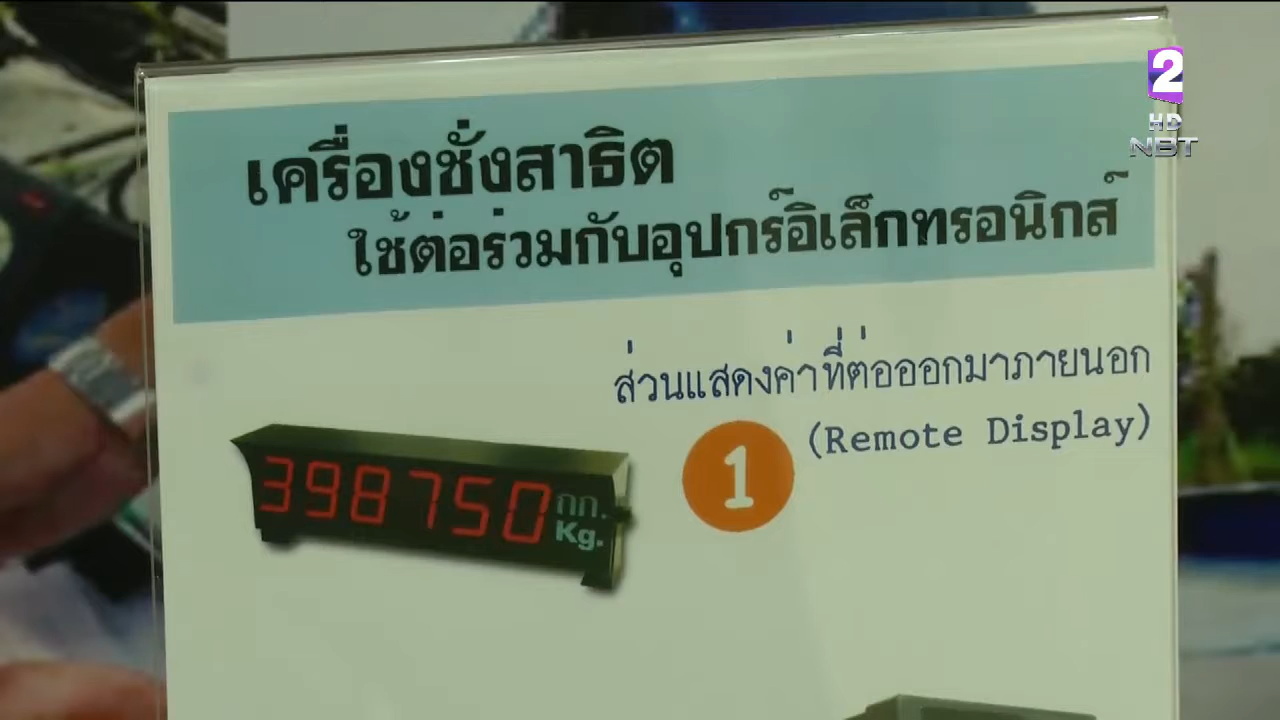 2
HD
NBT
เครื่องชั่งสาธิต
ใช้ต่อร่วมกับอุปกร์อิเล็กทรอนิกส์
ส่วนแสดงค่าที่ต่อออกมาภายนอก
1 (Remote Display)
398750 กก.
Kg.